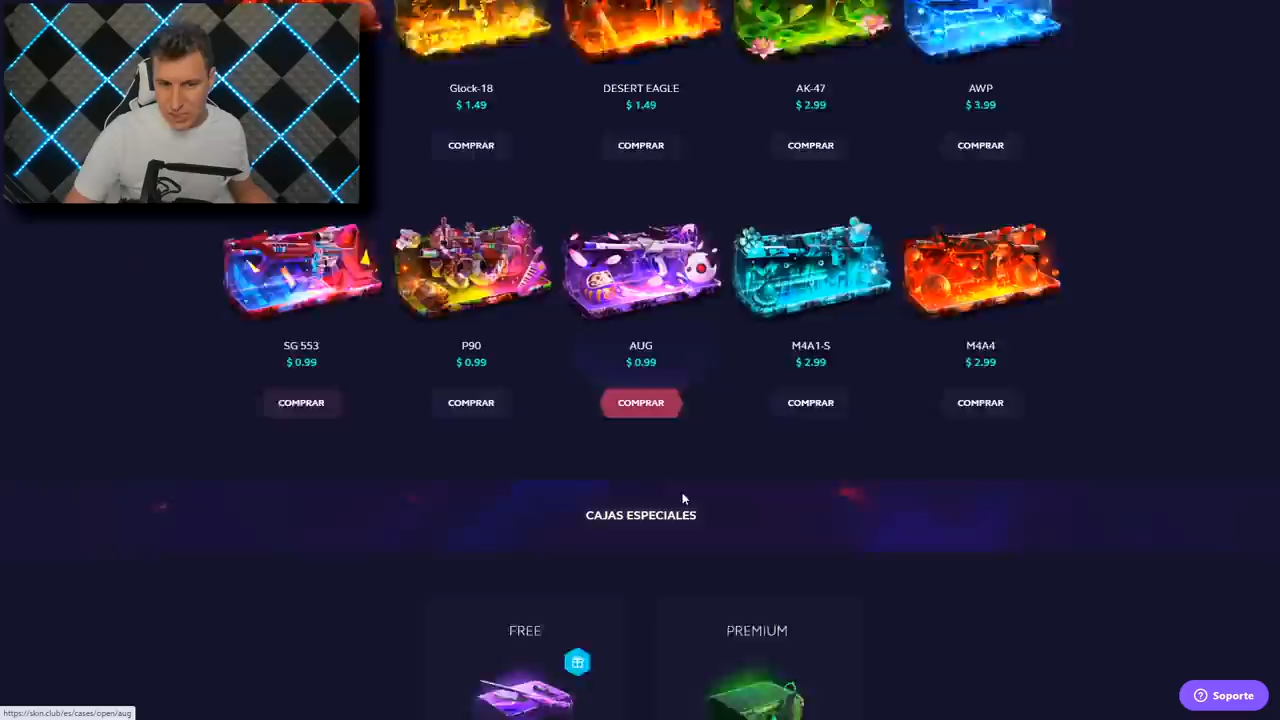 Glock-18
DESERT EAGLE
AK-47
AWP
$ 1.49
$ 1.49
$ 2.99
$ 3.99
COMPRAR
COMPRAR
COMPRAR
COMPRAR
SG 553
P90
AUG
M4A1-S
M4A4
$ 0.99
$ 0.99
$ 0.99
$ 2.99
$ 2.99
COMPRAR
COMPRAR
COMPRAR
COMPRAR
COMPRAR
CAJAS ESPECIALES
FREE
PREMIUM
Soporte
https://skin.club/es/cases/open/aug